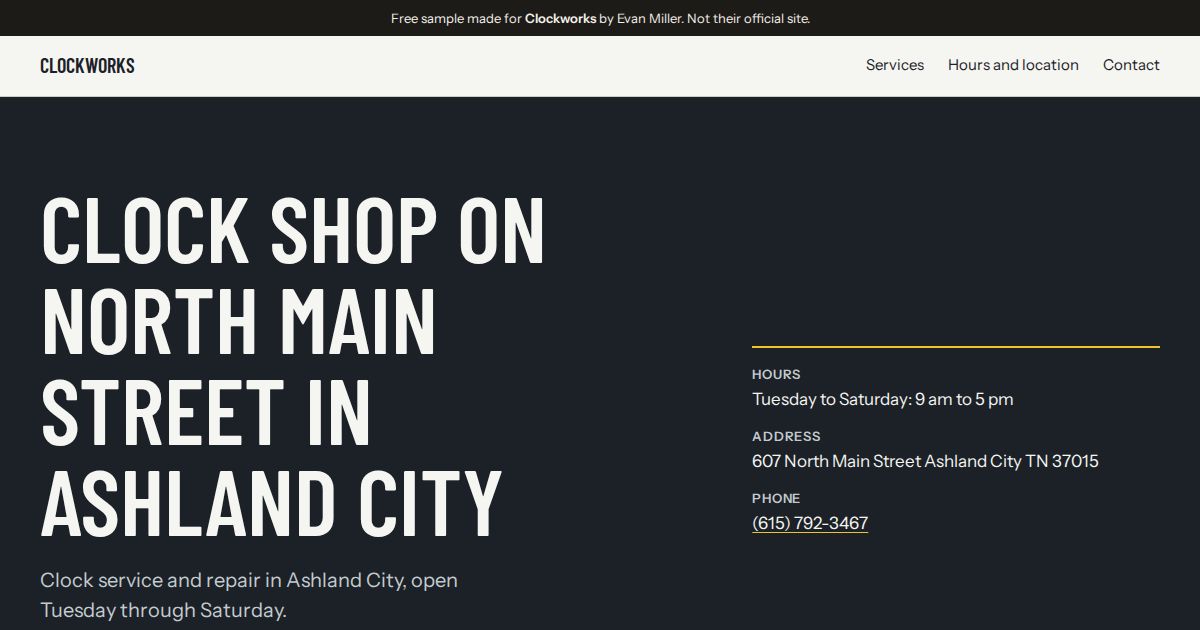 Free sample made for Clockworks by Evan Miller. Not their official site.
CLOCKWORKS
Services
Hours and location
Contact
CLOCK SHOP ON
NORTH MAIN
STREET IN
ASHLAND CITY
Clock service and repair in Ashland City, open
Tuesday through Saturday.
HOURS
Tuesday to Saturday: 9 am to 5 pm
ADDRESS
607 North Main Street Ashland City TN 37015
PHONE
(615) 792-3467